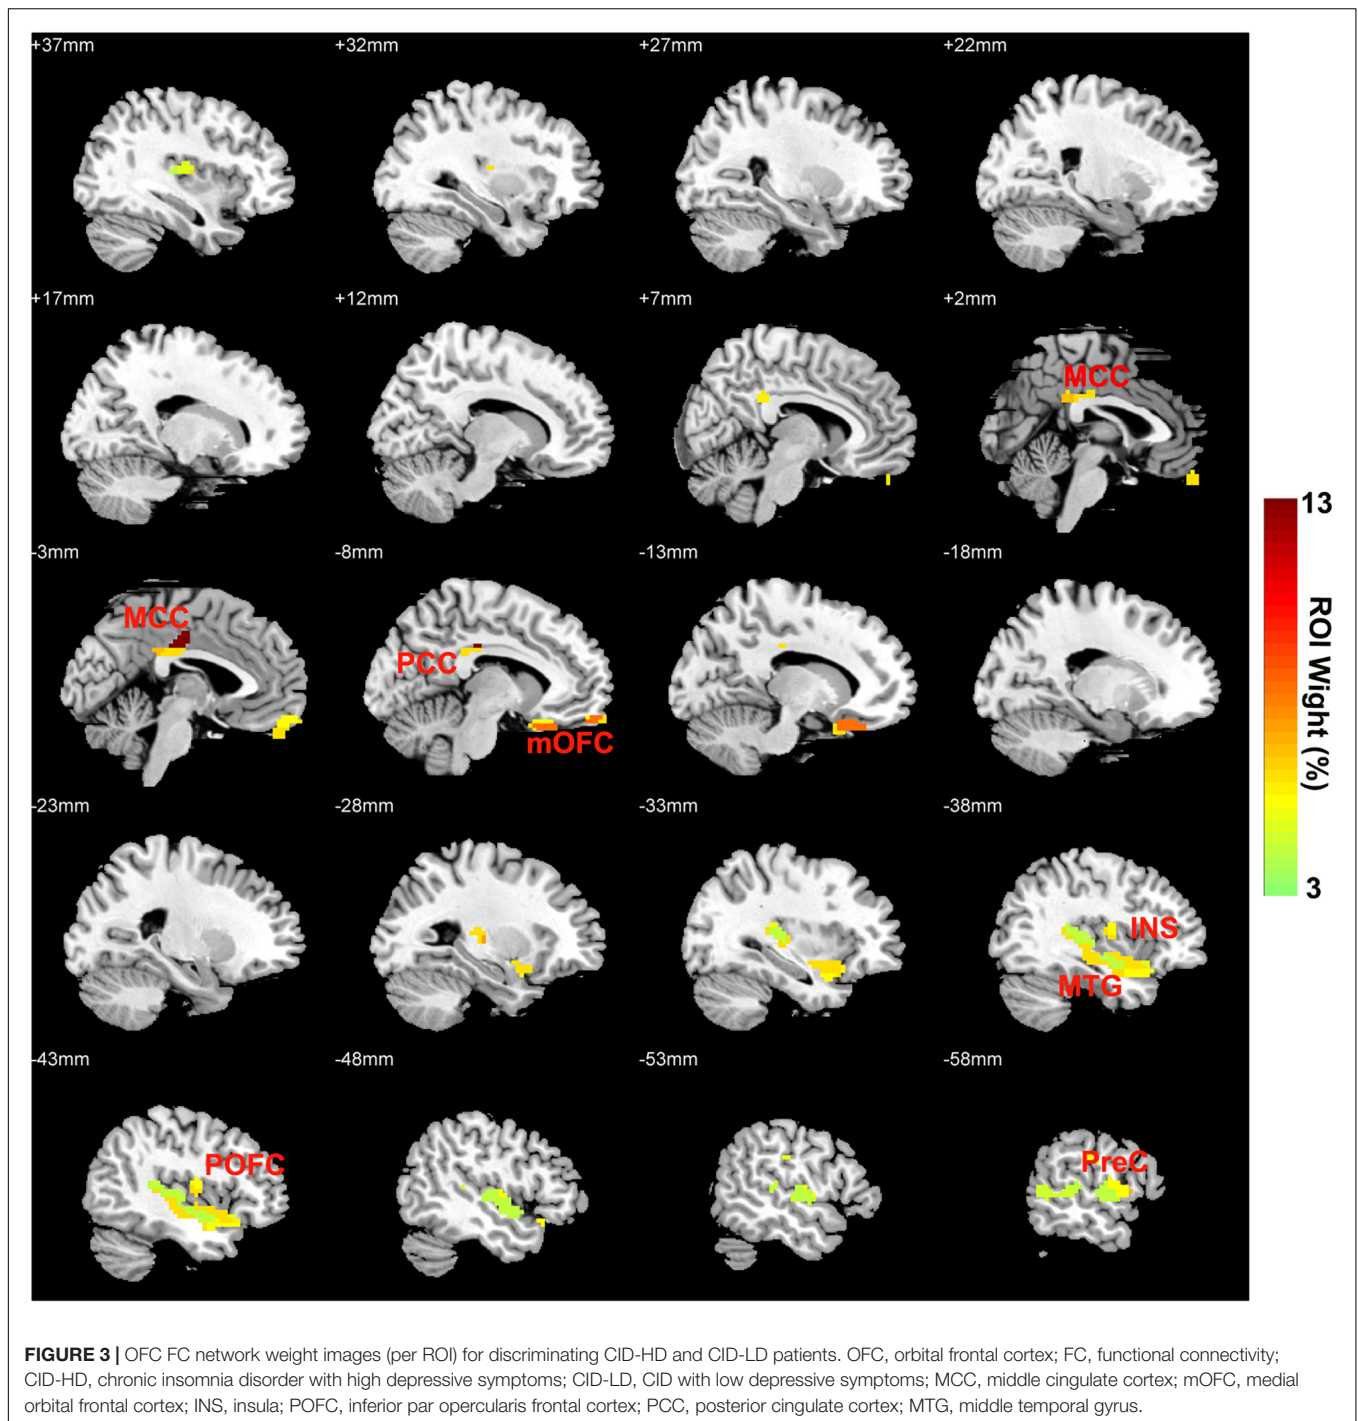 +37mm +32mm +27mm +22mm
+17mm +12mm +7mm +2mm
MCC
13
ROI Wight (%)
3
-3mm -8mm -13mm -18mm
MCC
PCC
mOFC
-23mm -28mm -33mm -38mm
INS
MTG
-43mm -48mm -53mm -58mm
POFC
PreC
FIGURE 3 | OFC FC network weight images (per ROI) for discriminating CID-HD and CID-LD patients. OFC, orbital frontal cortex; FC, functional connectivity;
CID-HD, chronic insomnia disorder with high depressive symptoms; CID-LD, CID with low depressive symptoms; MCC, middle cingulate cortex; mOFC, medial
orbital frontal cortex; INS, insula; POFC, inferior par opercularis frontal cortex; PCC, posterior cingulate cortex; MTG, middle temporal gyrus.